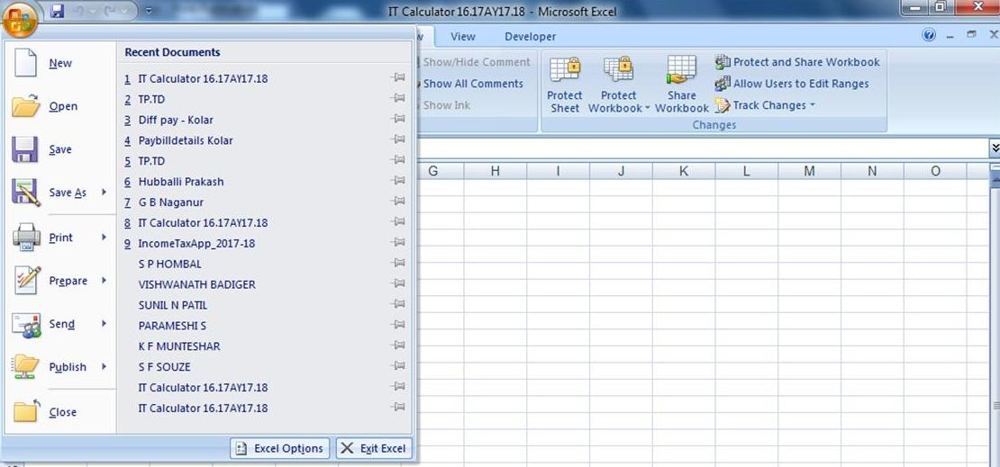 IT Calculator 16.17AY17.18 - Microsoft Excel
View Developer
New
Open
Save
Save As
Print
Prepare
Send
Publish
Close
Recent Documents
1 IT Calculator 16.17AY17.18
2 TP.TD
3 Diff pay - Kolar
4 Paybilldetails Kolar
5 TP.TD
6 Hubballi Prakash
7 G B Naganur
8 IT Calculator 16.17AY17.18
9 IncomeTaxApp_2017-18
S P HOMBAL
VISHWANATH BADIGER
SUNIL N PATIL
PARAMESHI S
K F MUNTESHAR
S F SOUZE
IT Calculator 16.17AY17.18
IT Calculator 16.17AY17.18
Excel Options
Exit Excel
Show/Hide Comment
Show All Comments
Show Ink
Protect Sheet
Protect Workbook
Share Workbook
Protect and Share Workbook
Allow Users to Edit Ranges
Track Changes
Changes
G H I J K L M N O